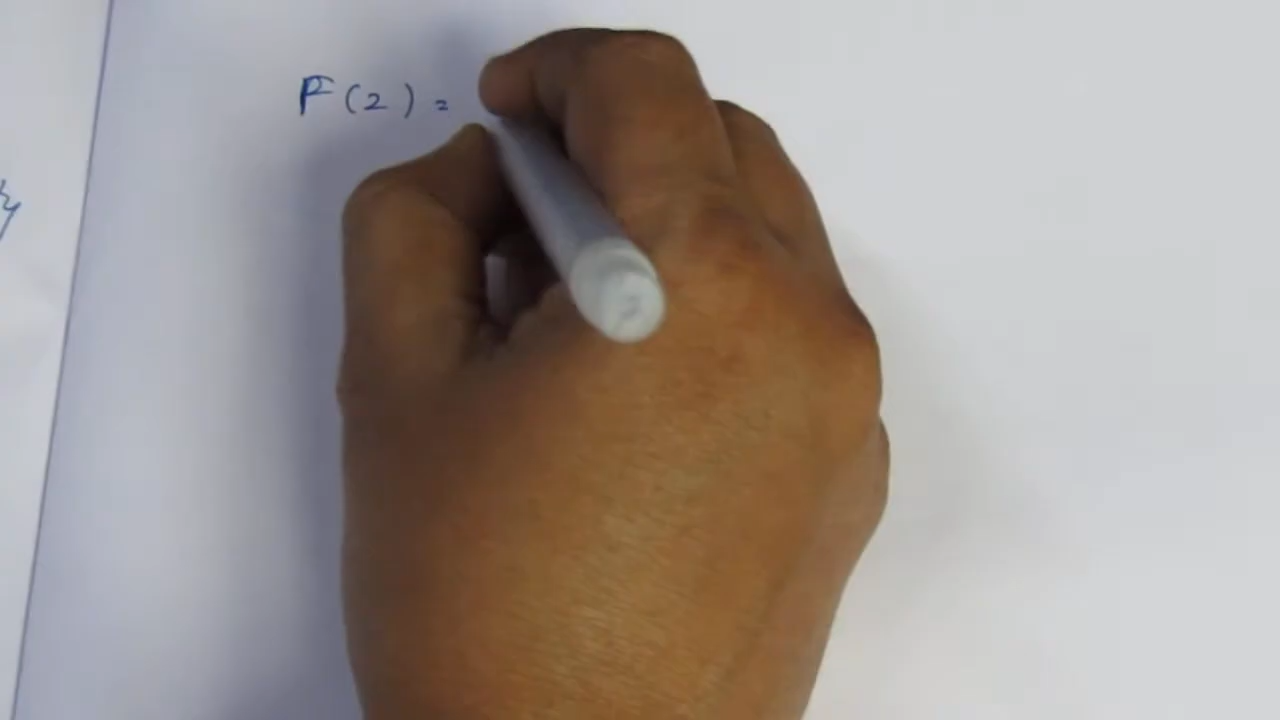 F(2) =